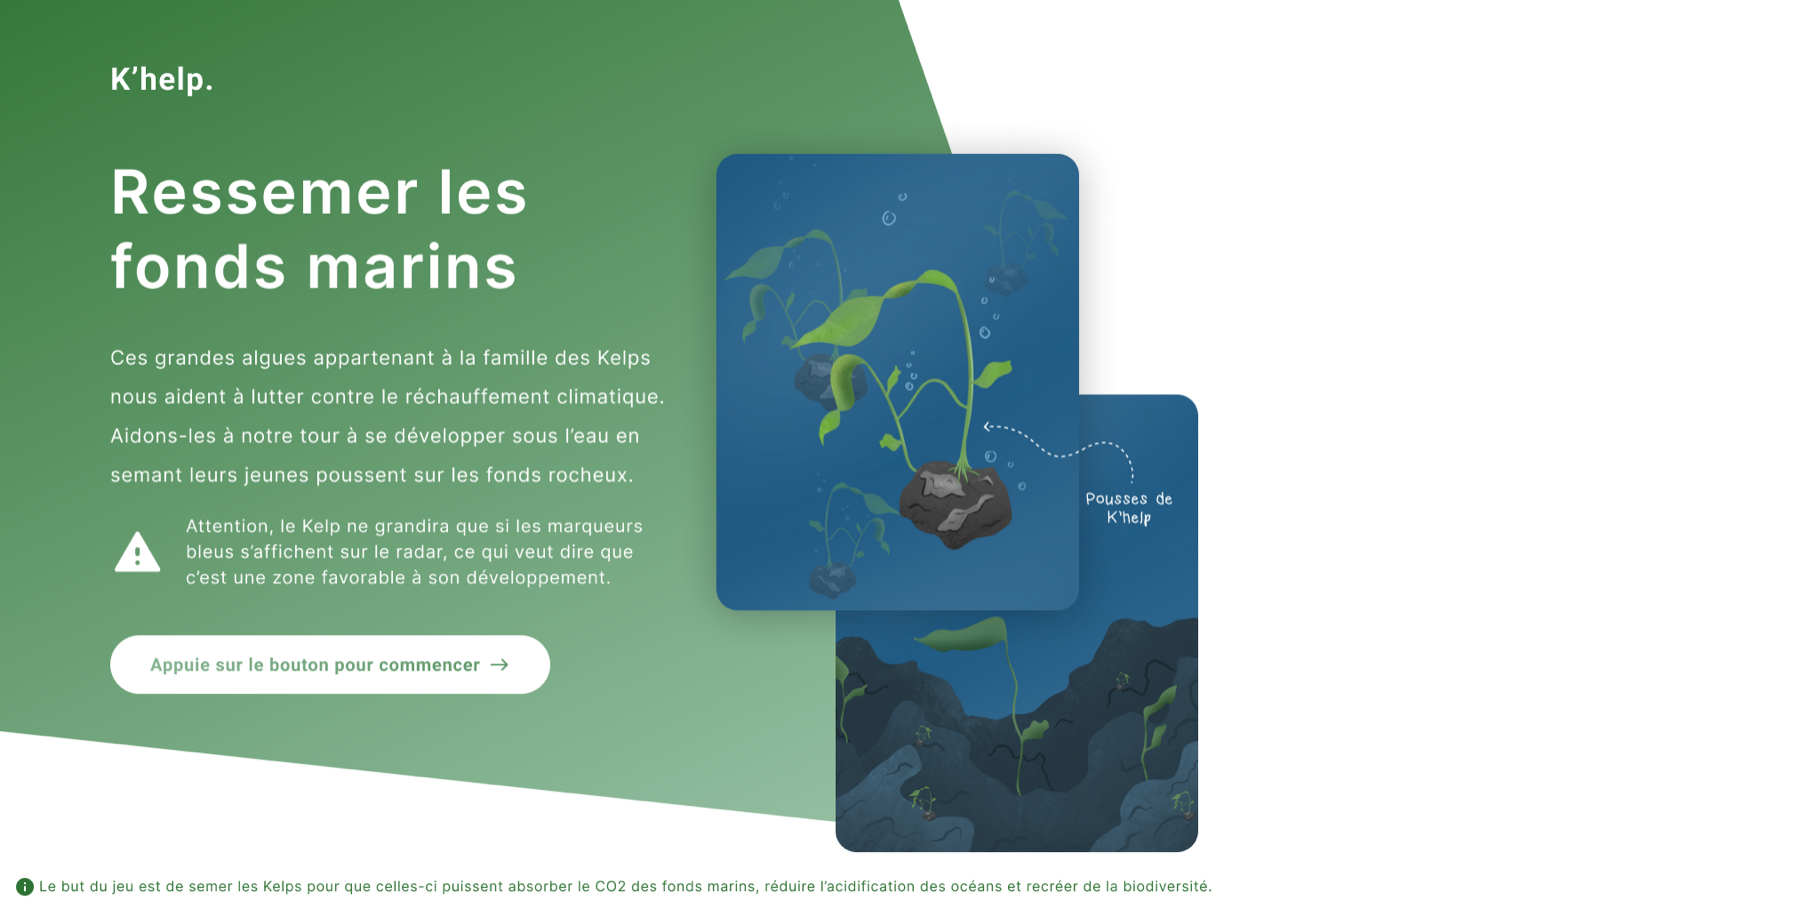 K’help.
Ressemer les
fonds marins
Ces grandes algues appartenant à la famille des Kelps
nous aident à lutter contre le réchauffement climatique.
Aidons-les à notre tour à se développer sous l’eau en
semant leurs jeunes poussent sur les fonds rocheux.
Attention, le Kelp ne grandira que si les marqueurs
bleus s’affichent sur le radar, ce qui veut dire que
c’est une zone favorable à son développement.
Appuie sur le bouton pour commencer →
Pousses de
K'help
Le but du jeu est de semer les Kelps pour que celles-ci puissent absorber le CO2 des fonds marins, réduire l’acidification des océans et recréer de la biodiversité.